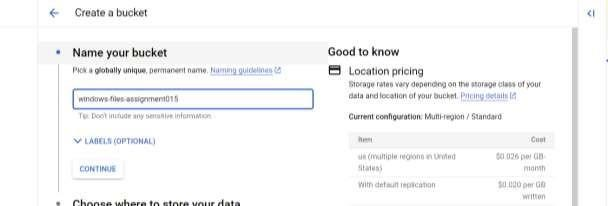 Create a bucket
Name your bucket
Pick a globally unique, permanent name. Naming guidelines
windows-files-assignment015
Tip: Don't include any sensitive information
LABELS (OPTIONAL)
CONTINUE
Choose where to store your data
Good to know
Location pricing
Storage rates vary depending on the storage class of your
data and location of your bucket. Pricing details
Current configuration: Multi-region / Standard
Item Cost
us (multiple regions in United $0.026 per GB-
States) month
With default replication $0.020 per GB
written